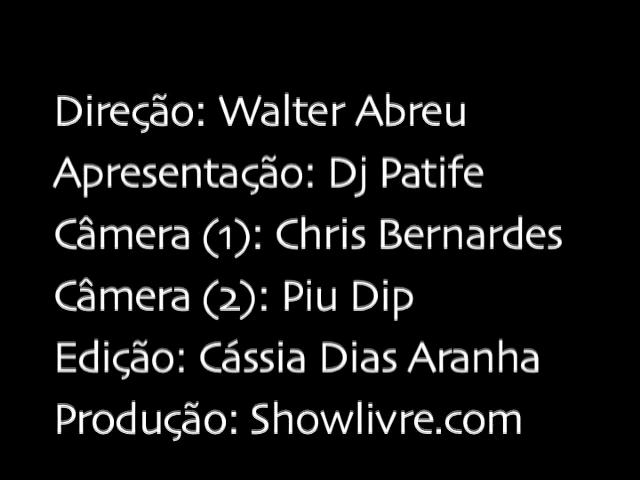 Direção: Walter Abreu
Apresentação: Dj Patife
Câmera (1): Chris Bernardes
Câmera (2): Piu Dip
Edição: Cássia Dias Aranha
Produção: Showlivre.com